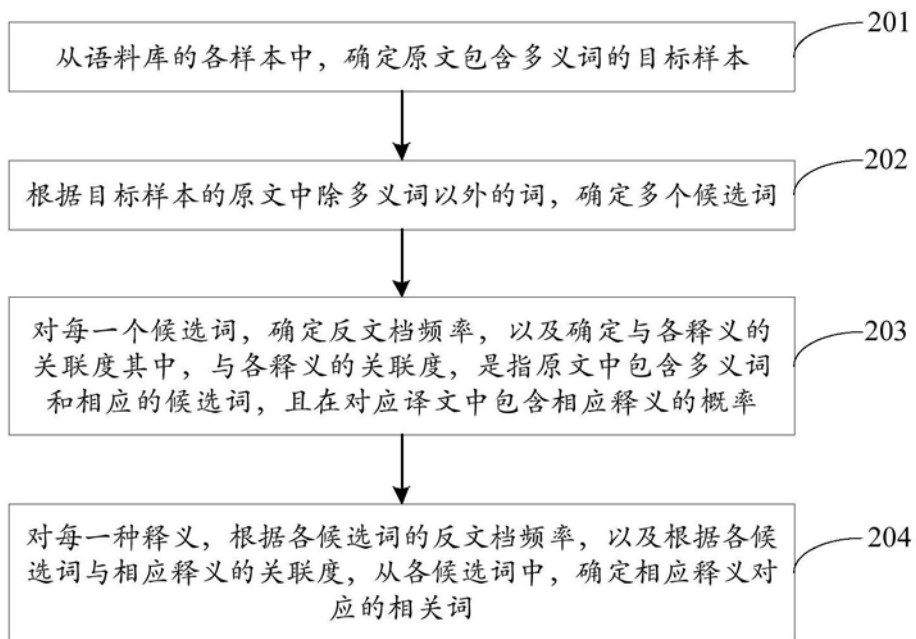 从语料库的各样本中，确定原文包含多义词的目标样本
201
根据目标样本的原文中除多义词以外的词，确定多个候选词
202
对每一个候选词，确定反文档频率，以及确定与各释义的
关联度其中，与各释义的关联度，是指原文中包含多义词
和相应的候选词，且在对应译文中包含相应释义的概率
203
对每一种释义，根据各候选词的反文档频率，以及根据各候
选词与相应释义的关联度，从各候选词中，确定相应释义对
应的相关词
204